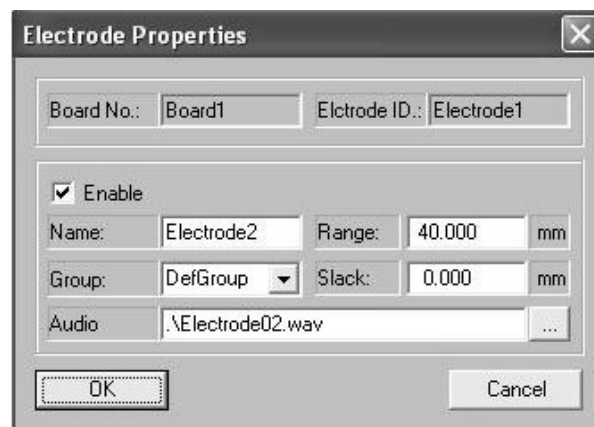 Electrode Properties
Board No.: Board1 Elctrode ID.: Electrode1
Enable
Name: Electrode2 Range: 40.000 mm
Group: DefGroup Slack: 0.000 mm
Audio .\Electrode02.wav ...
OK Cancel